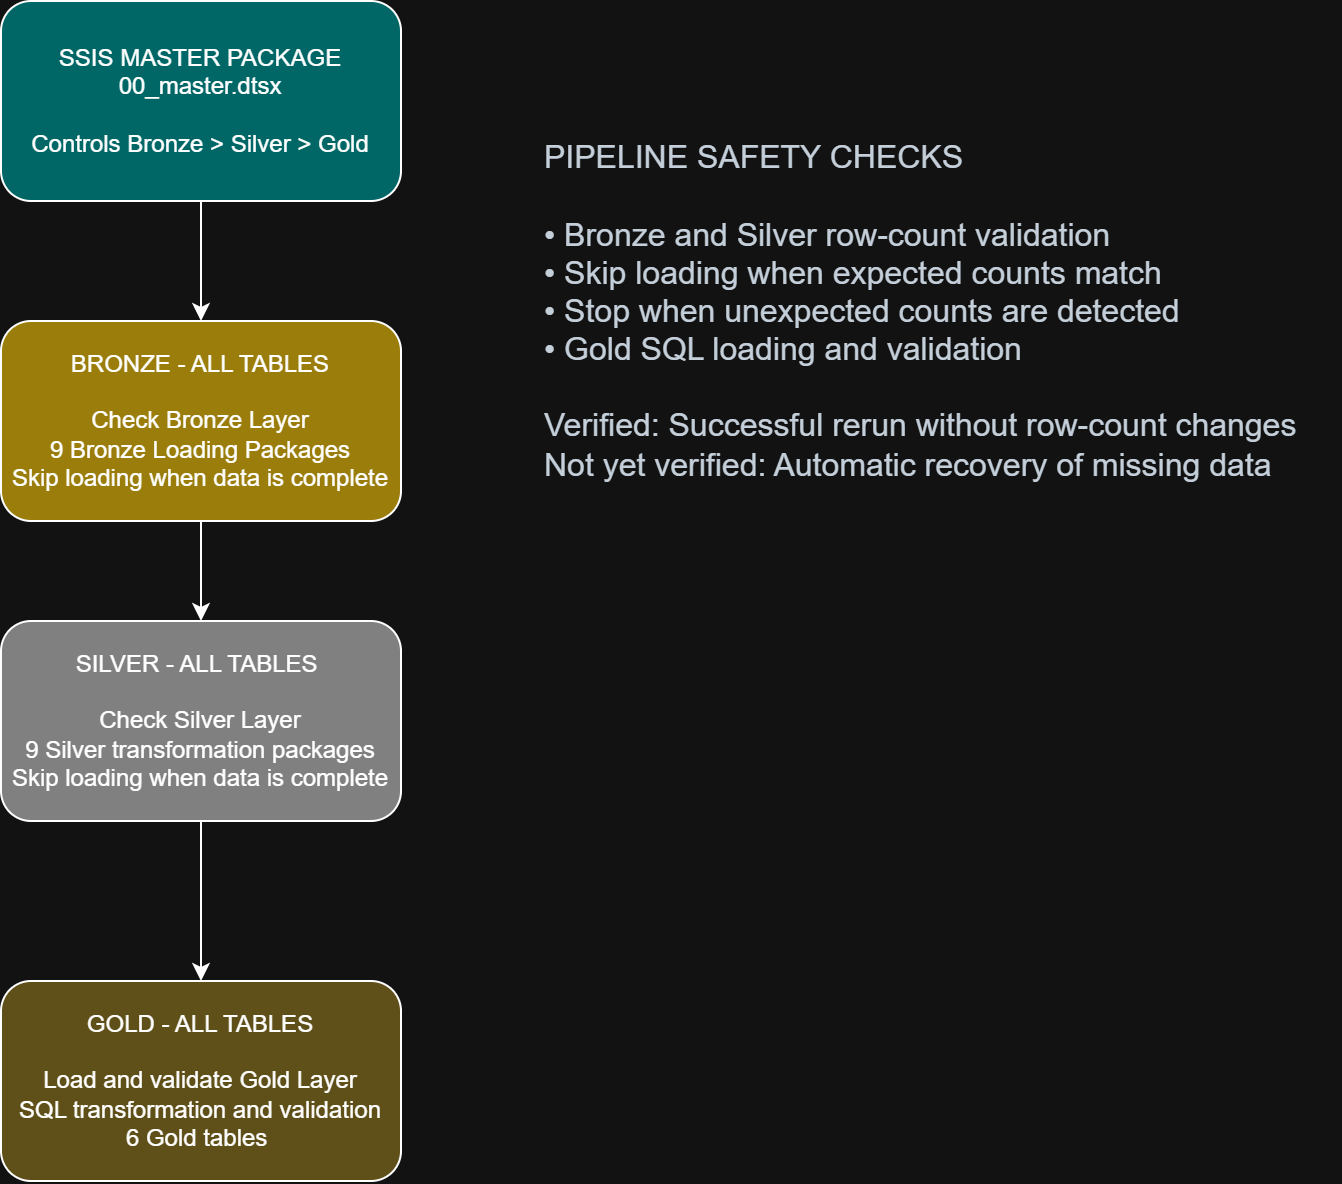 SSIS MASTER PACKAGE
00_master.dtsx
Controls Bronze > Silver > Gold
PIPELINE SAFETY CHECKS
• Bronze and Silver row-count validation
• Skip loading when expected counts match
• Stop when unexpected counts are detected
• Gold SQL loading and validation
Verified: Successful rerun without row-count changes
Not yet verified: Automatic recovery of missing data
BRONZE - ALL TABLES
Check Bronze Layer
9 Bronze Loading Packages
Skip loading when data is complete
SILVER - ALL TABLES
Check Silver Layer
9 Silver transformation packages
Skip loading when data is complete
GOLD - ALL TABLES
Load and validate Gold Layer
SQL transformation and validation
6 Gold tables